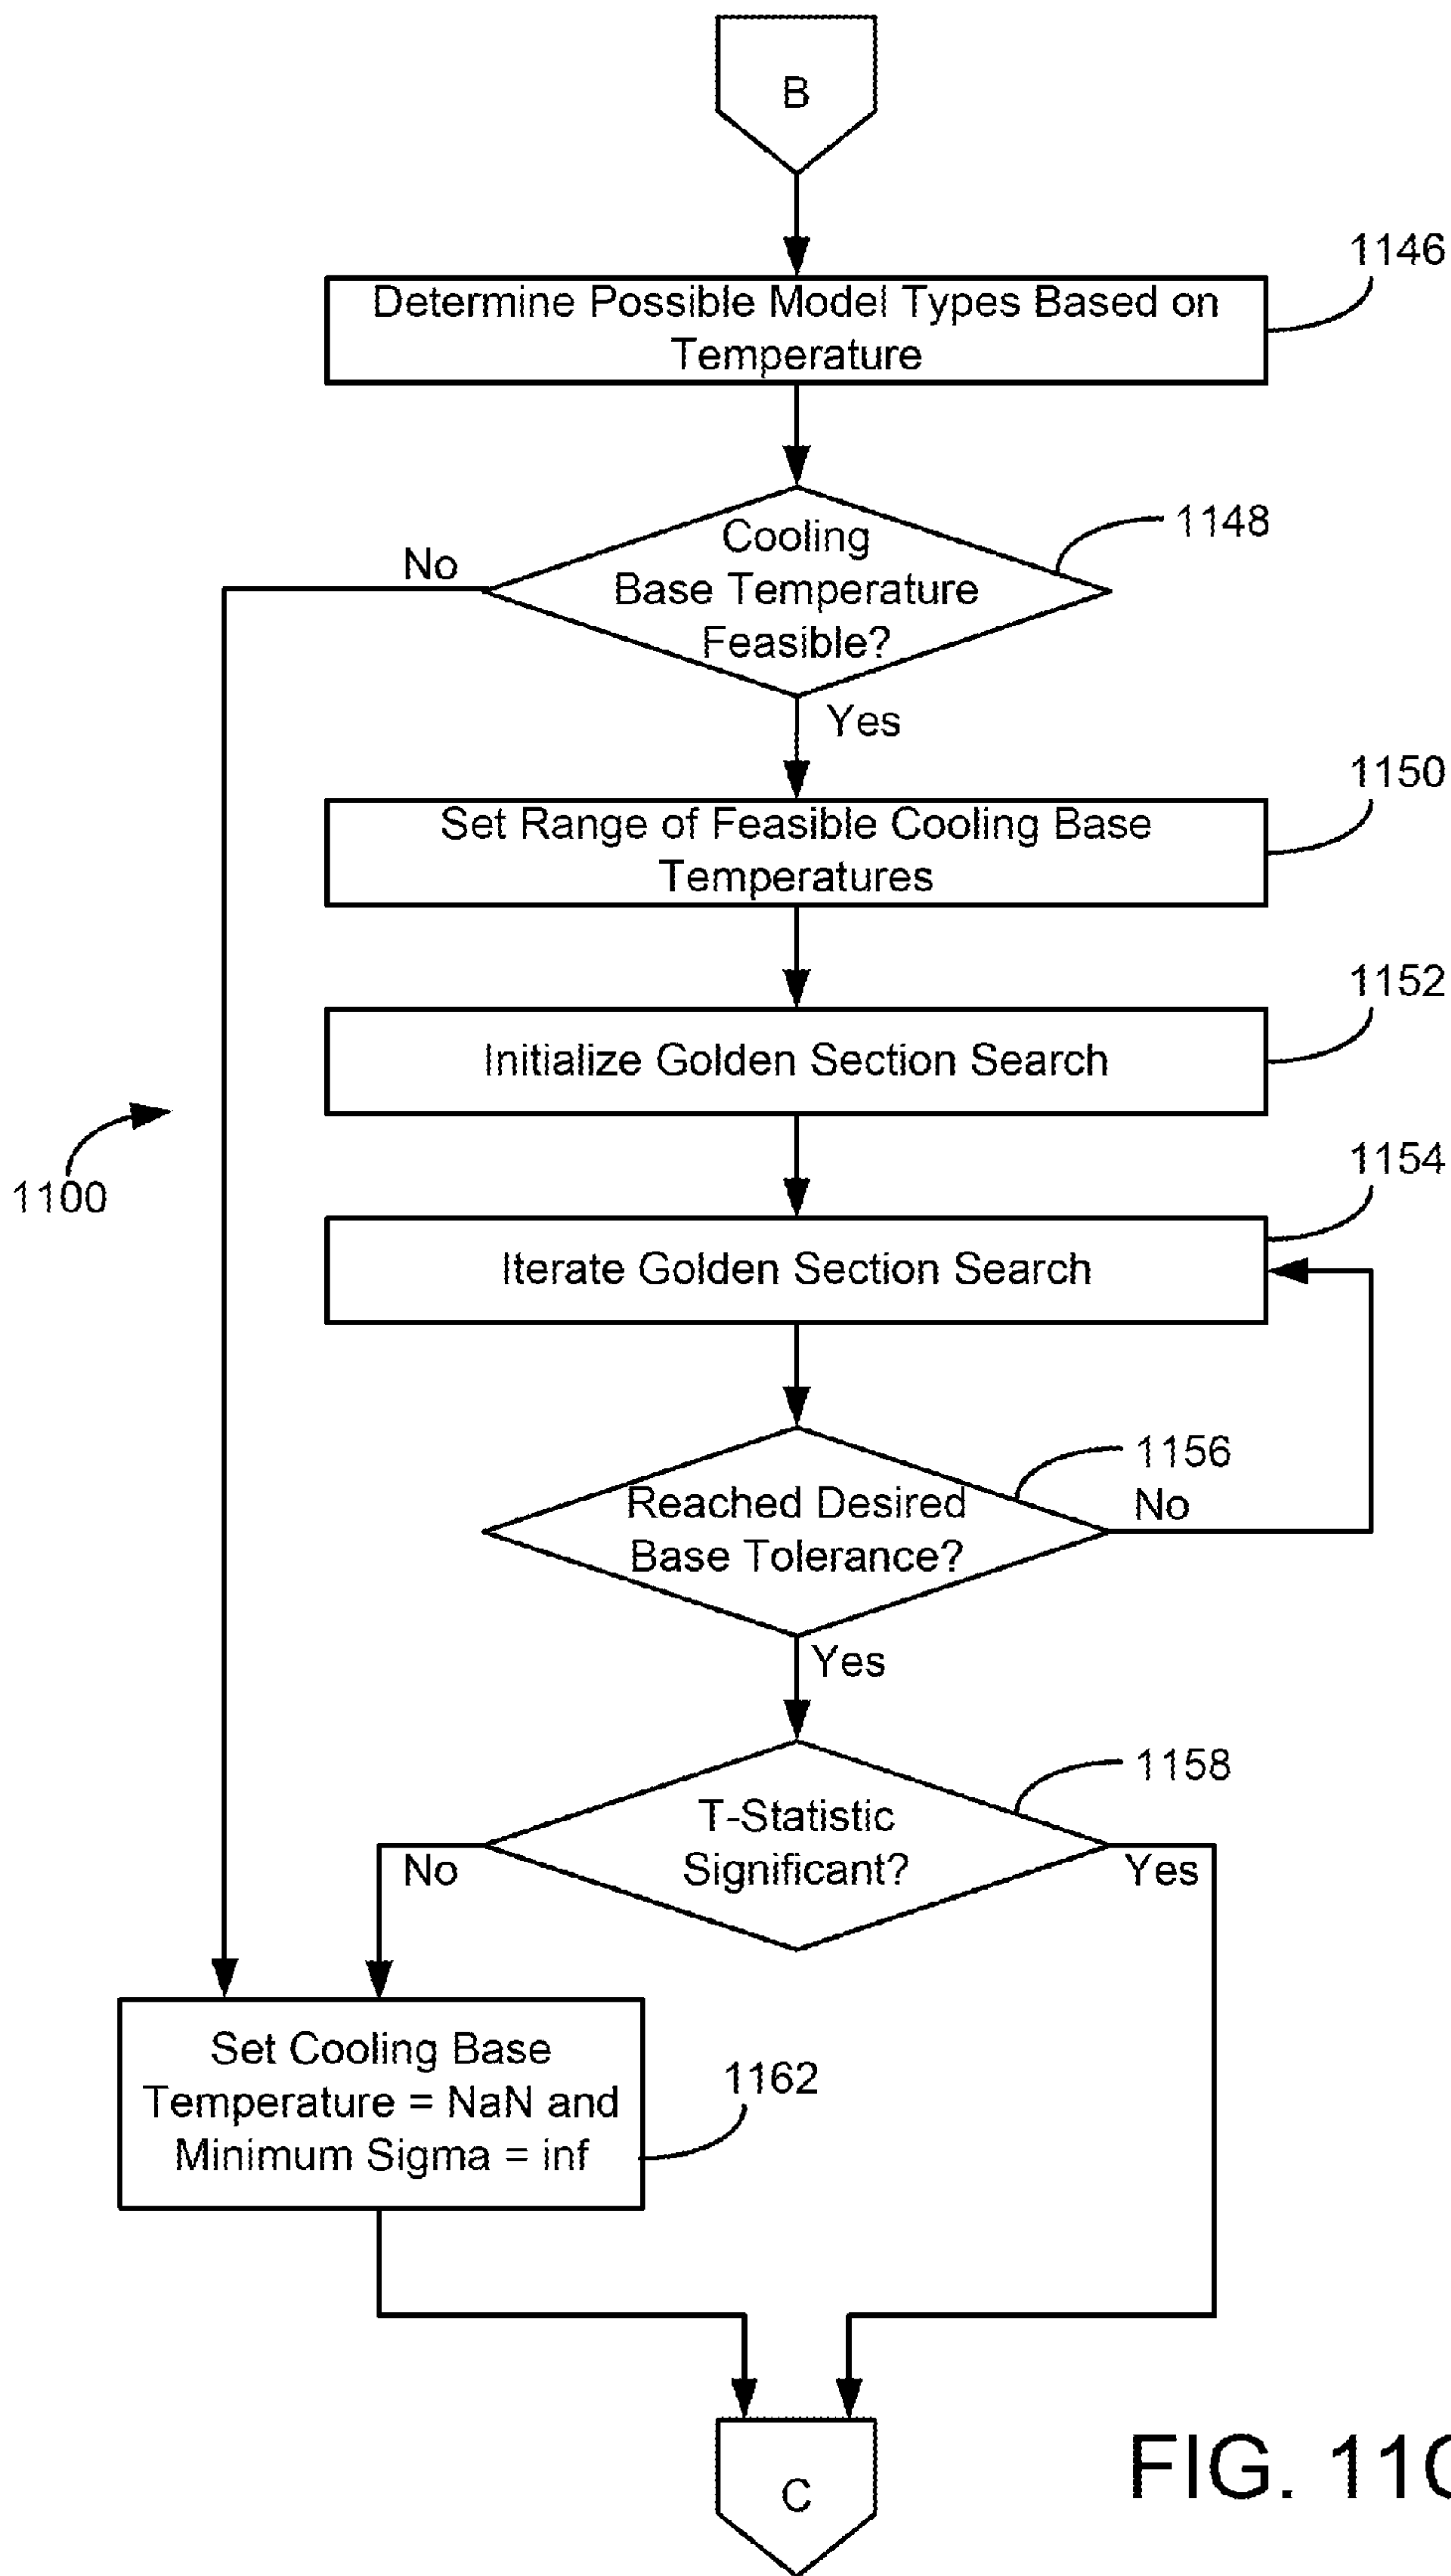 B
1146
Determine Possible Model Types Based on
Temperature
1148
Cooling
Base Temperature
Feasible?
No
Yes
1150
Set Range of Feasible Cooling Base
Temperatures
1152
Initialize Golden Section Search
1100
1154
Iterate Golden Section Search
1156
Reached Desired
Base Tolerance?
No
Yes
1158
T-Statistic
Significant?
No
Yes
Set Cooling Base
Temperature = NaN and
Minimum Sigma = inf
1162
C
FIG. 11C